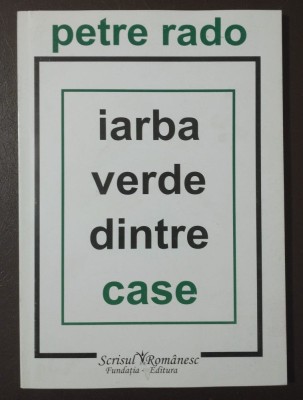 petre rado
iarba
verde
dintre
case
Scrisul Românesc
Fundația - Editura